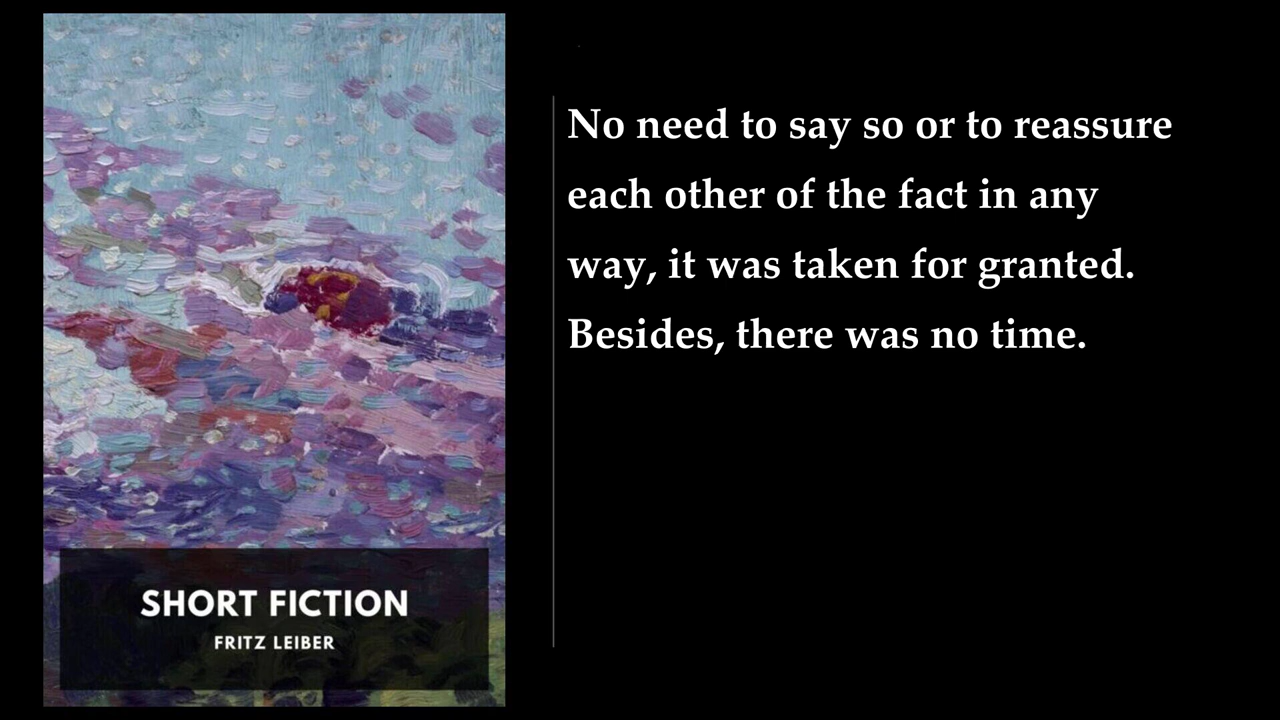 SHORT FICTION
FRITZ LEIBER
No need to say so or to reassure
each other of the fact in any
way, it was taken for granted.
Besides, there was no time.